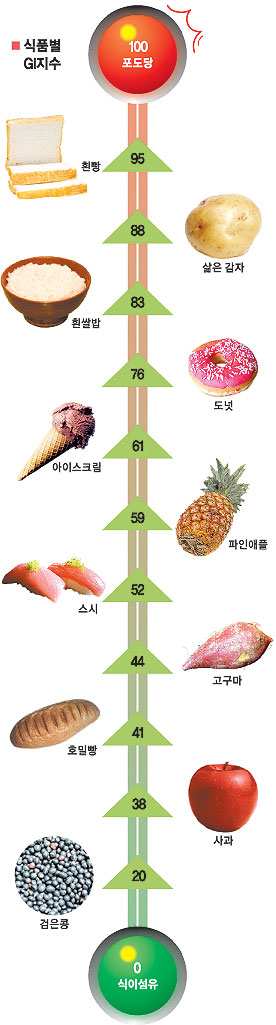 ■ 식품별
GI지수
100
포도당
95
흰빵
88
삶은 감자
83
흰쌀밥
76
도넛
61
아이스크림
59
파인애플
52
스시
44
고구마
41
호밀빵
38
사과
20
검은콩
0
식이섬유